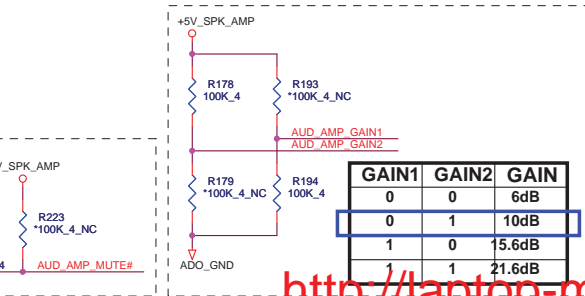 +5V_SPK_AMP
R178
100K_4
R193
*100K_4_NC
AUD_AMP_GAIN1
AUD_AMP_GAIN2
R179
*100K_4_NC
R194
100K_4
ADO_GND
V_SPK_AMP
R223
*100K_4_NC
4
AUD_AMP_MUTE#
GAIN1 GAIN2 GAIN
0 0 6dB
0 1 10dB
1 0 15.6dB
1 1 21.6dB
http://laptop-m